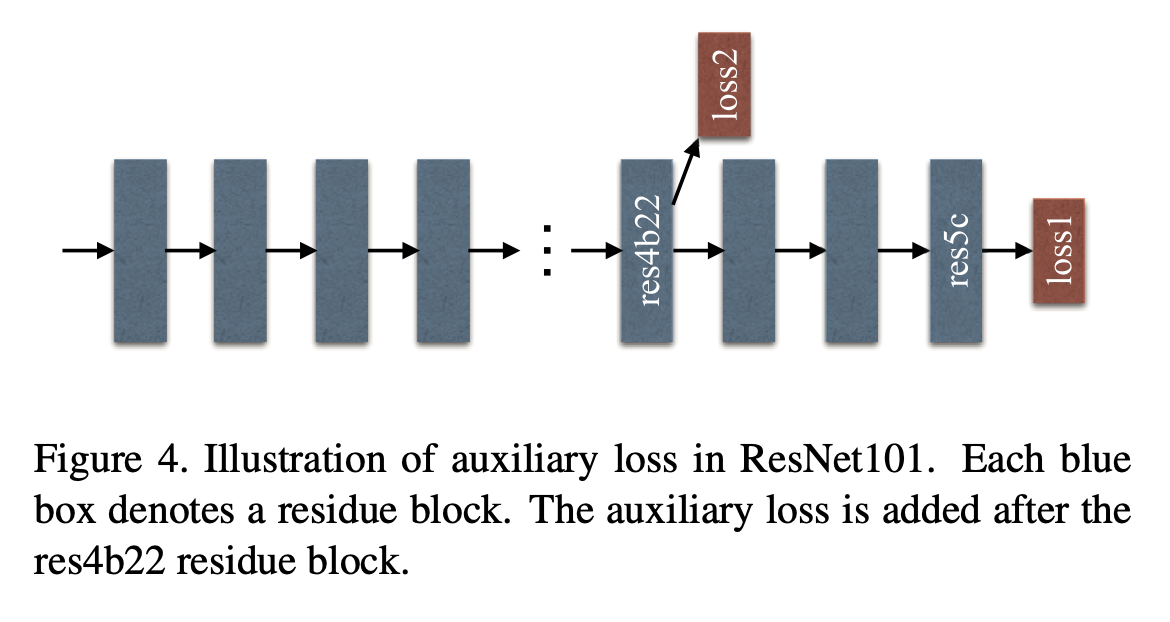 loss2
res4b22
res5c
loss1
Figure 4. Illustration of auxiliary loss in ResNet101. Each blue
box denotes a residue block. The auxiliary loss is added after the
res4b22 residue block.